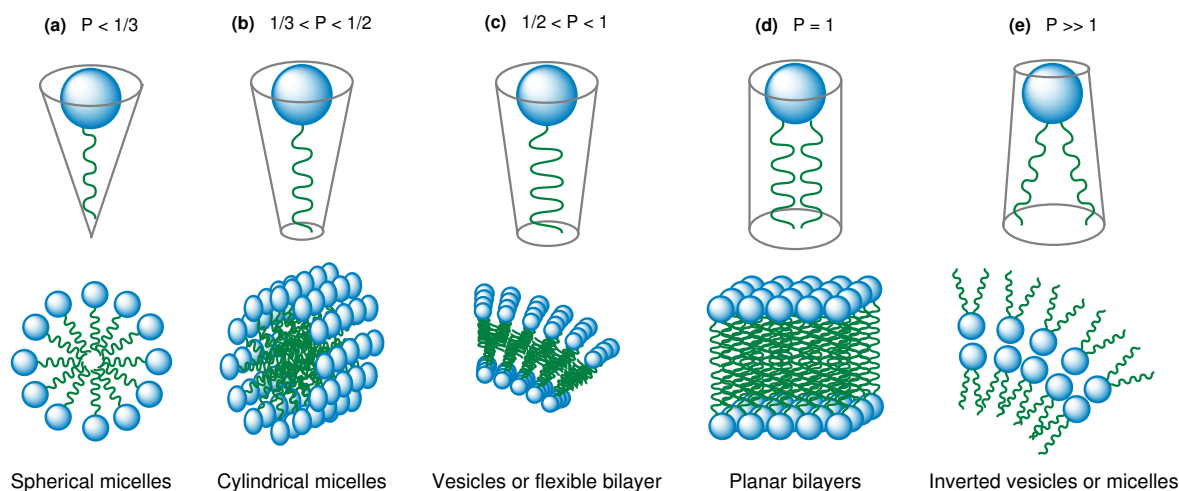 (a) P < 1/3
(b) 1/3 < P < 1/2
(c) 1/2 < P < 1
(d) P = 1
(e) P >> 1
Spherical micelles
Cylindrical micelles
Vesicles or flexible bilayer
Planar bilayers
Inverted vesicles or micelles